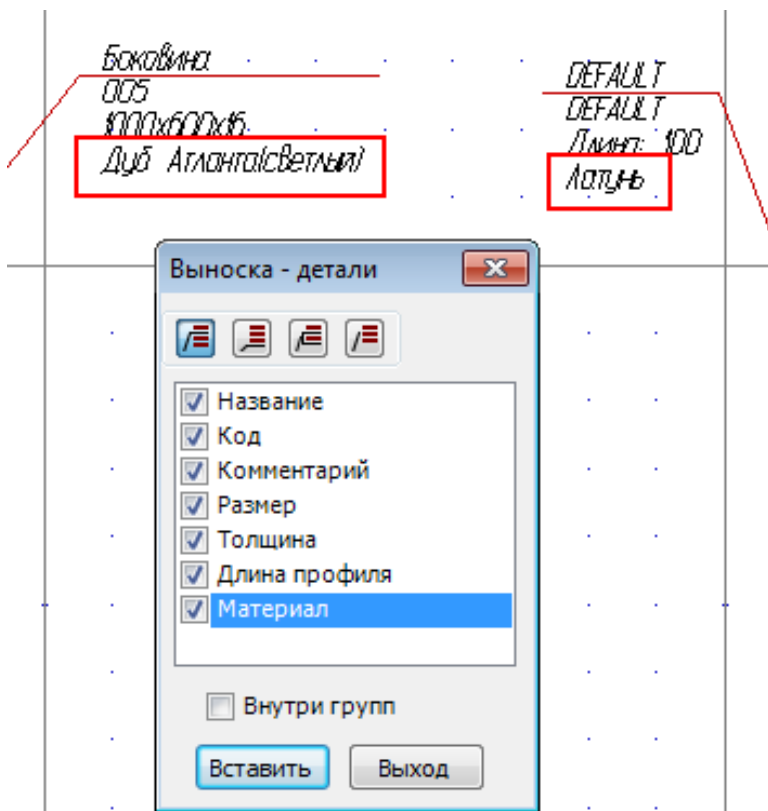 Боковина
005
1000х600х16
Дуб Атланта(светлый)
DEFAULT
DEFAULT
Длина: 100
Латунь
Выноска - детали
Название
Код
Комментарий
Размер
Толщина
Длина профиля
Материал
Внутри групп
Вставить Выход